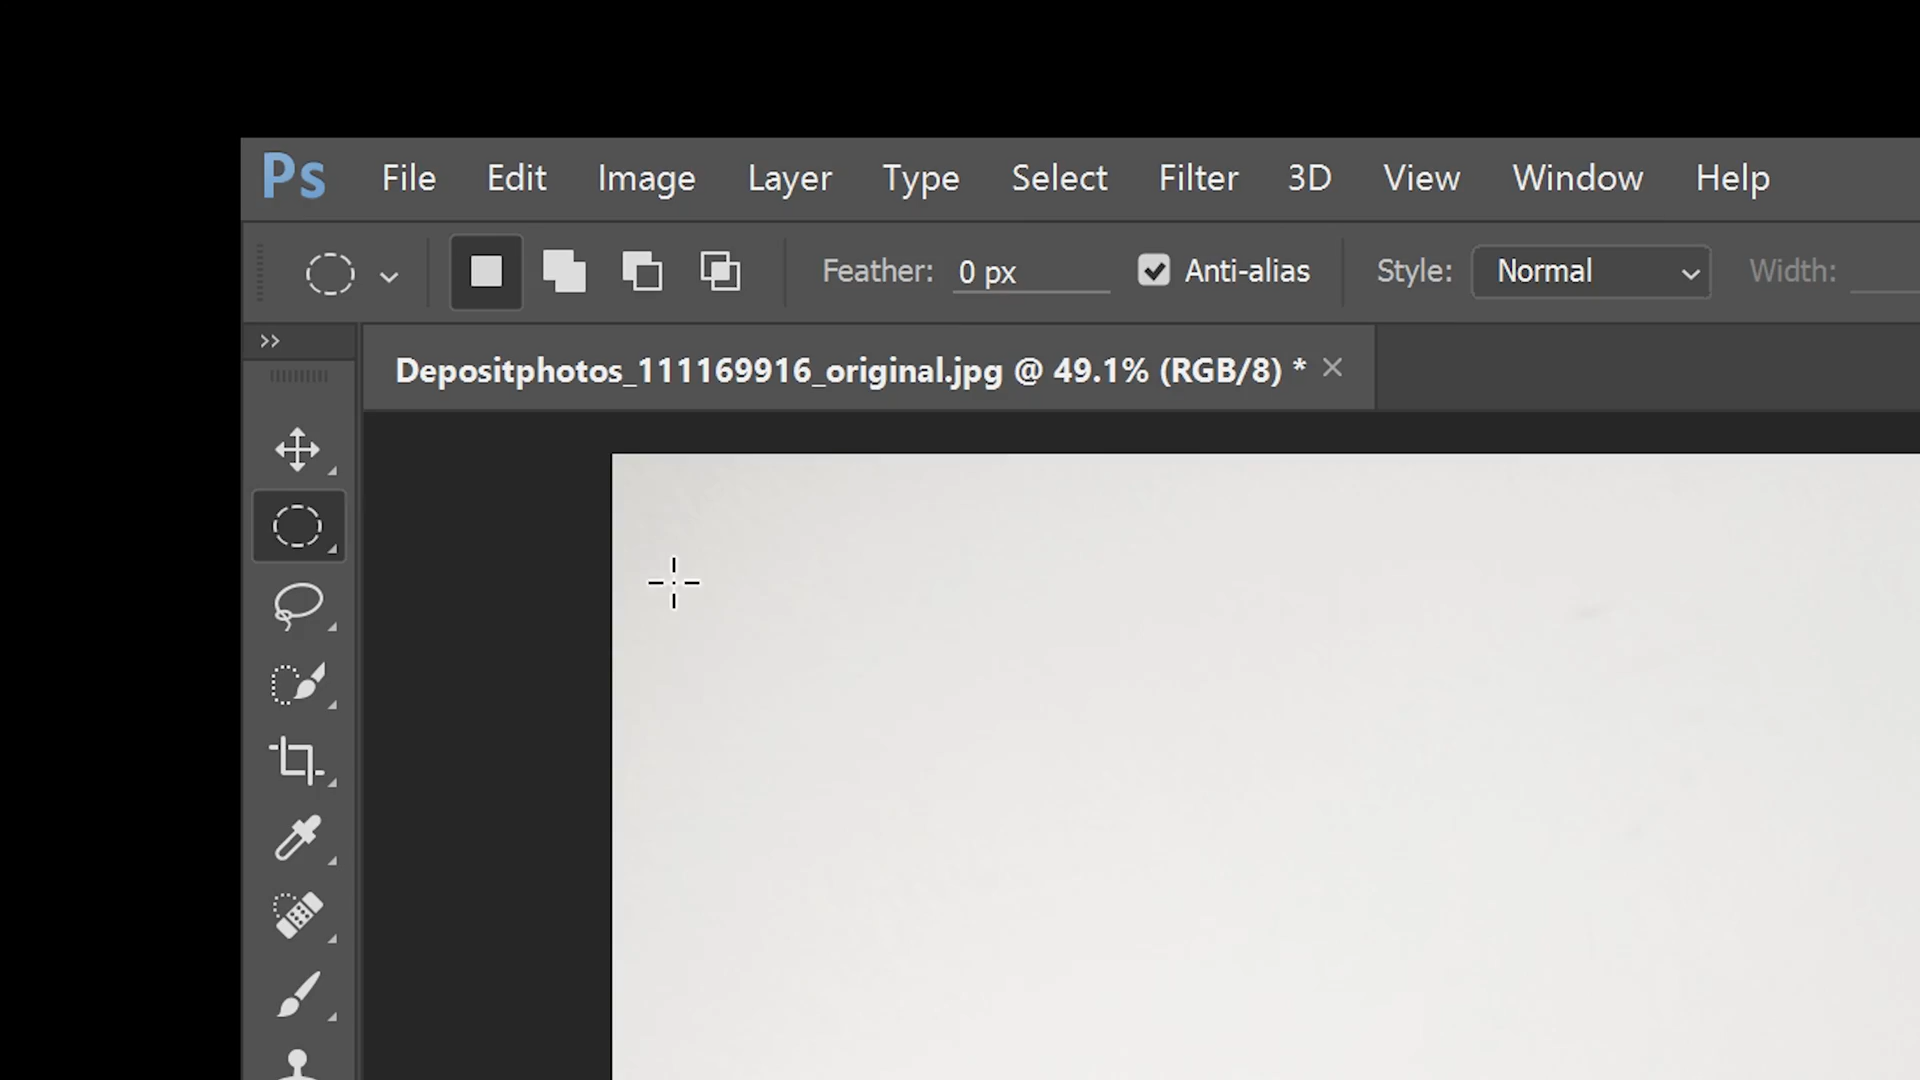 Ps File Edit Image Layer Type Select Filter 3D View Window Help
Feather: 0 px Anti-alias Style: Normal Width:
Depositphotos_111169916_original.jpg @ 49.1% (RGB/8) *